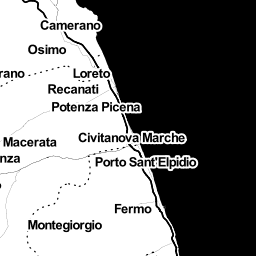 Camerano
Osimo
rano
Loreto
Recanati
Potenza Picena
Civitanova Marche
Macerata
nza
Porto Sant'Elpidio
Fermo
Montegiorgio